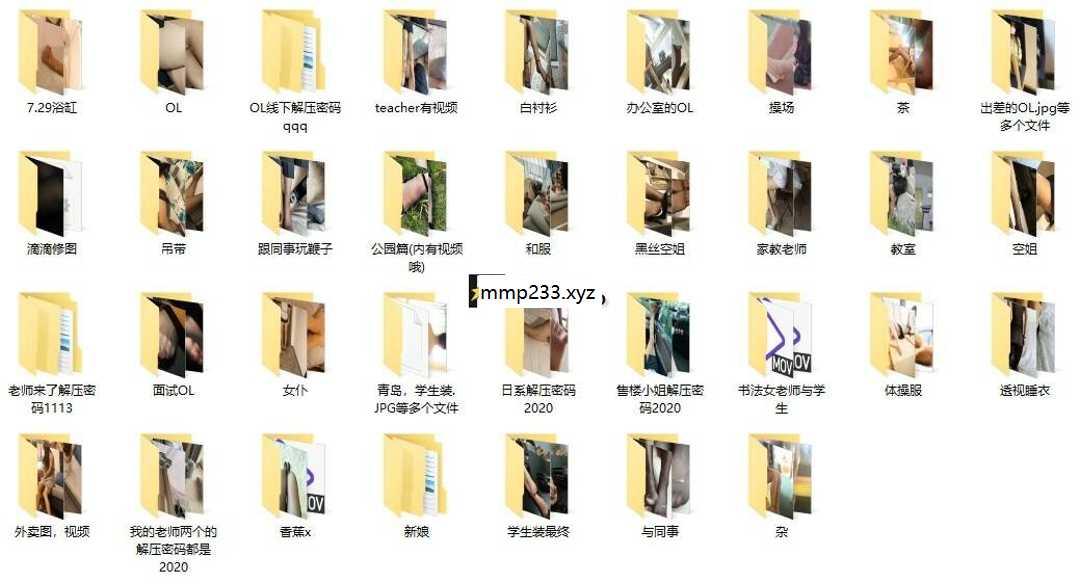 7.29浴缸
OL
OL线下解压密码
qqq
teacher有视频
白衬衫
办公室的OL
操场
茶
出差的OL.jpg等
多个文件
滴滴修图
吊带
跟同事玩鞭子
公园篇(内有视频
哦)
和服
黑丝空姐
家教老师
教室
空姐
mmp233.xyz ，
老师来了解压密
码1113
面试OL
女仆
青岛，学生装.
JPG等多个文件
日系解压密码
2020
售楼小姐解压密
码2020
书法女老师与学
生
MOV
OV
体操服
透视睡衣
外卖图，视频
我的老师两个的
解压密码都是
2020
香蕉x
OV
新娘
学生装最终
与同事
杂